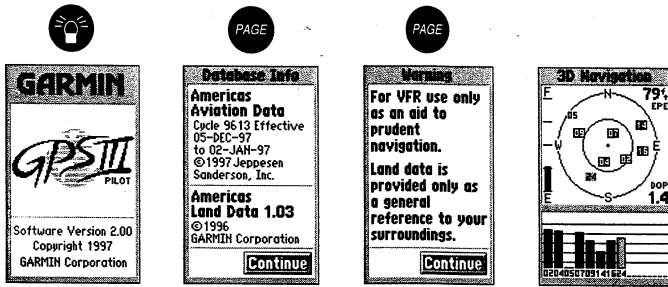 PAGE
PAGE
GARMIN
GPS III
PILOT
Software Version 2.00
Copyright 1997
GARMIN Corporation
Database Info
Americas
Aviation Data
Cycle 9613 Effective
05-DEC-97
to 02-JAN-97
©1997 Jeppesen
Sanderson, Inc.
Americas
Land Data 1.03
©1996
GARMIN Corporation
Continue
Warning
For VFR use only
as an aid to
prudent
navigation.
Land data is
provided only as
a general
reference to your
surroundings.
Continue
3D Navigation
F
N
79
EPE
05
W
E
E
S
DOP
1.4
24
0204050709141624